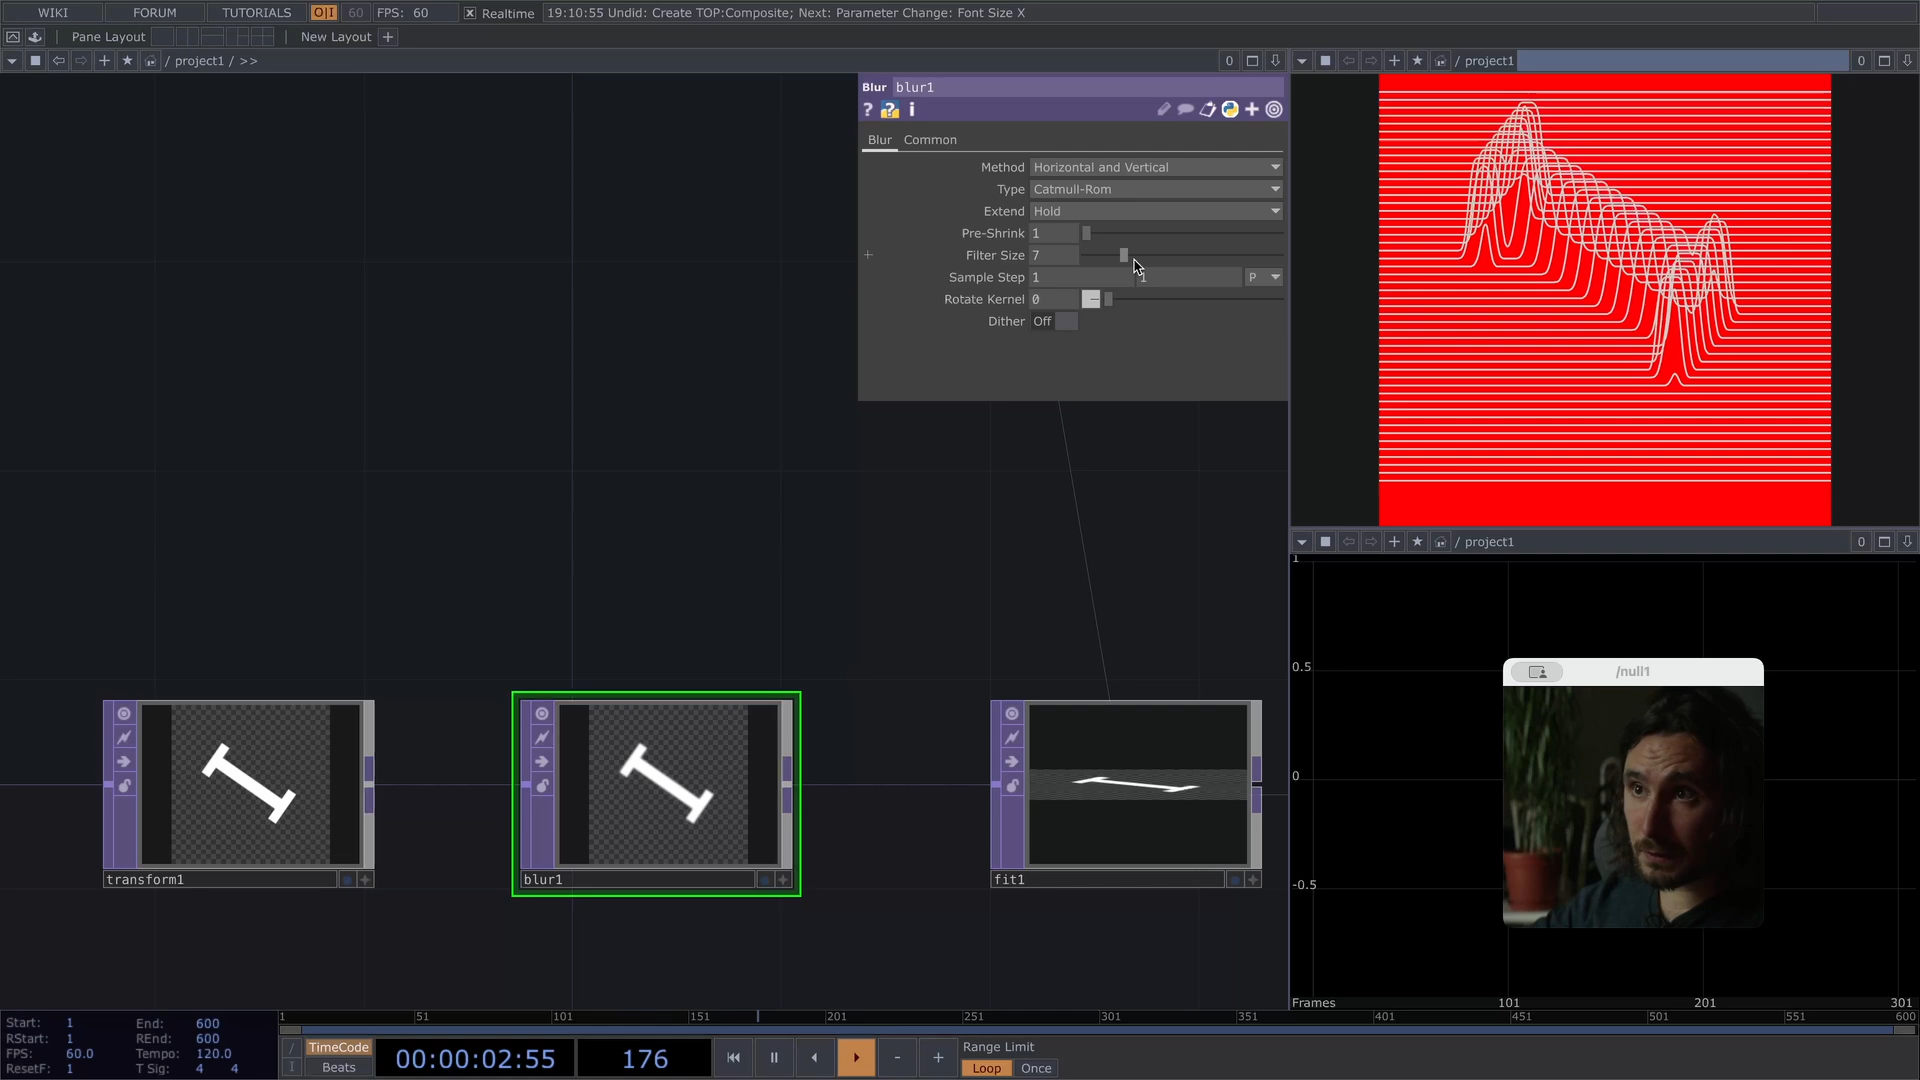 WIKI FORUM TUTORIALS O|I 60 FPS: 60 Realtime 19:10:55 Undid: Create TOP:Composite; Next: Parameter Change: Font Size X
Pane Layout New Layout +
/ project1 / >> 0
/ project1 0
Blur blur1
? ? i
Blur Common
Method Horizontal and Vertical
Type Catmull-Rom
Extend Hold
Pre-Shrink 1
Filter Size 7
Sample Step 1 1 P
Rotate Kernel 0
Dither Off
/ project1 0
1
0.5
0
-0.5
/null1
Frames 101 201 301
transform1
blur1
fit1
1 51 101 151 201 251 301 351 401 451 501 551 600
Start: 1 End: 600
RStart: 1 REnd: 600
FPS: 60.0 Tempo: 120.0
ResetF: 1 T Sig: 4 4
/
I
TimeCode
Beats
00:00:02:55 176
- +
Range Limit
Loop Once